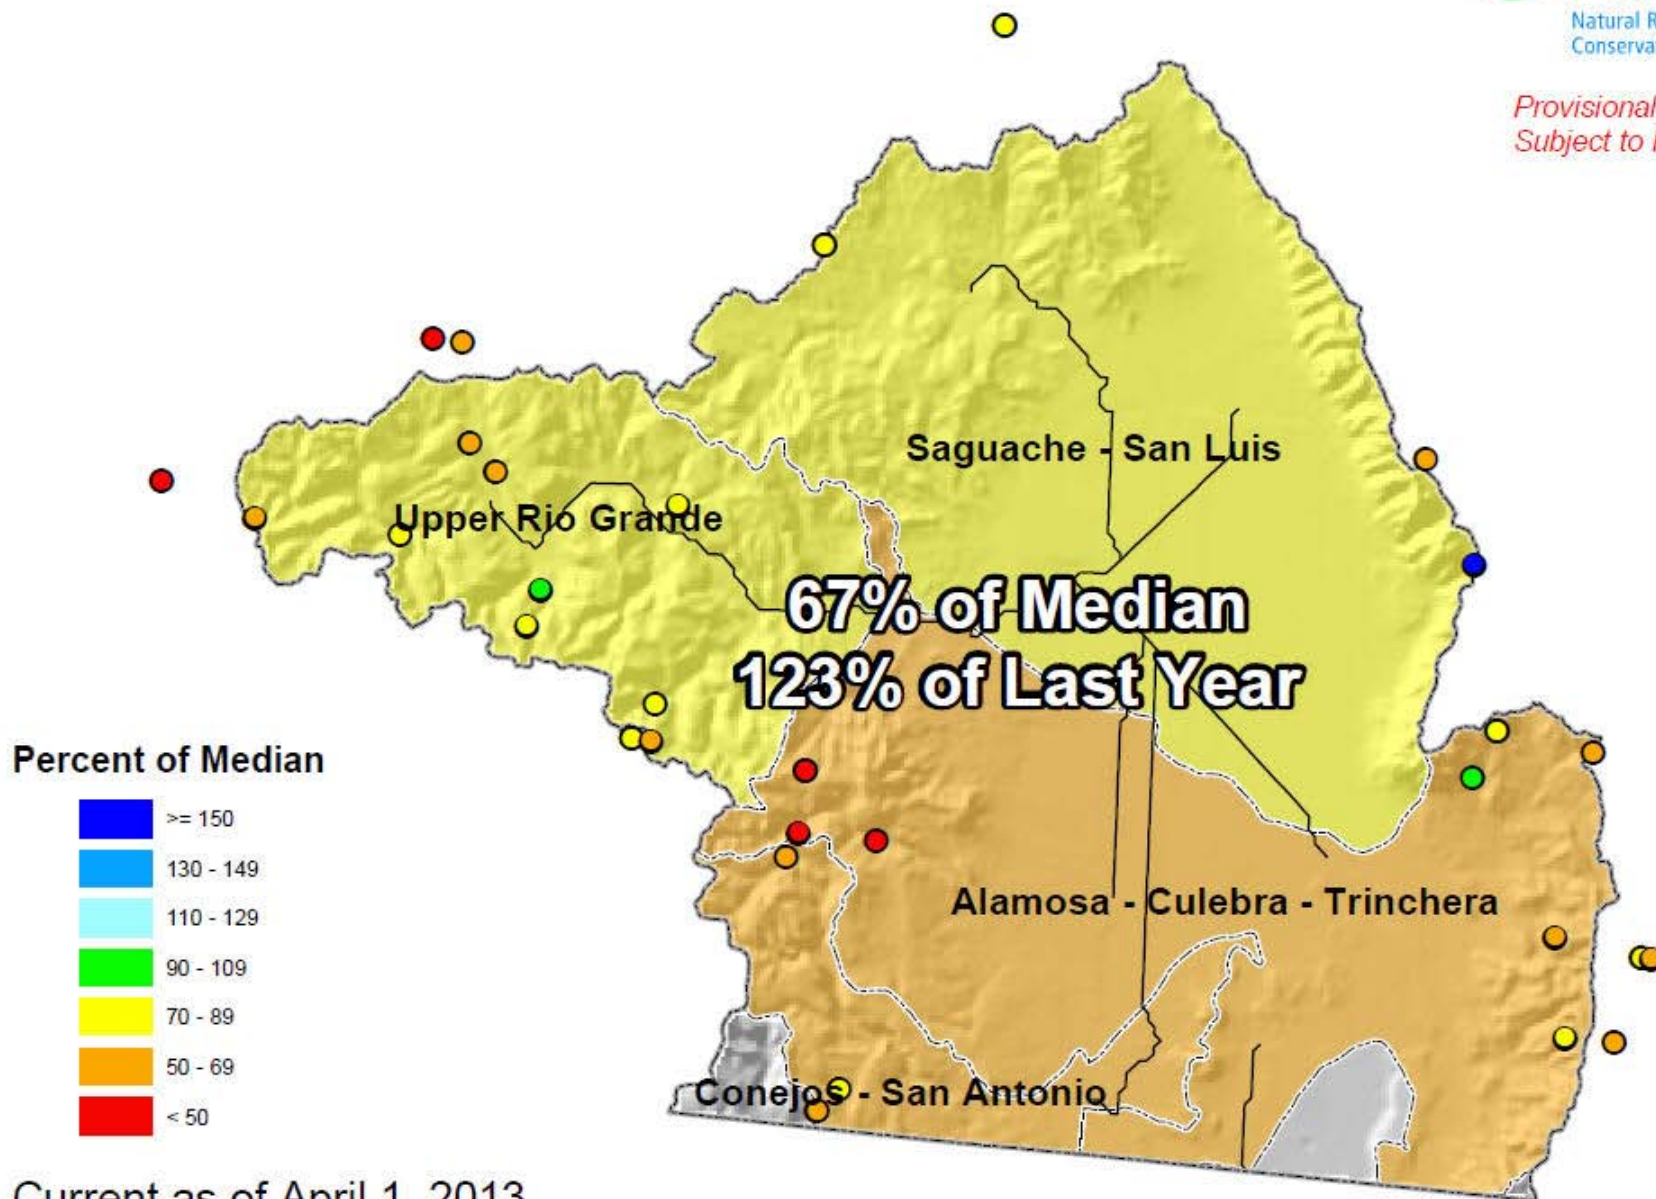 Natural R
Conserva
Provisional
Subject to
Saguache - San Luis
Upper Rio Grande
67% of Median
123% of Last Year
Percent of Median
>= 150
130 - 149
110 - 129
90 - 109
70 - 89
50 - 69
< 50
Alamosa - Culebra - Trinchera
Conejos - San Antonio
Current as of April 1, 2013